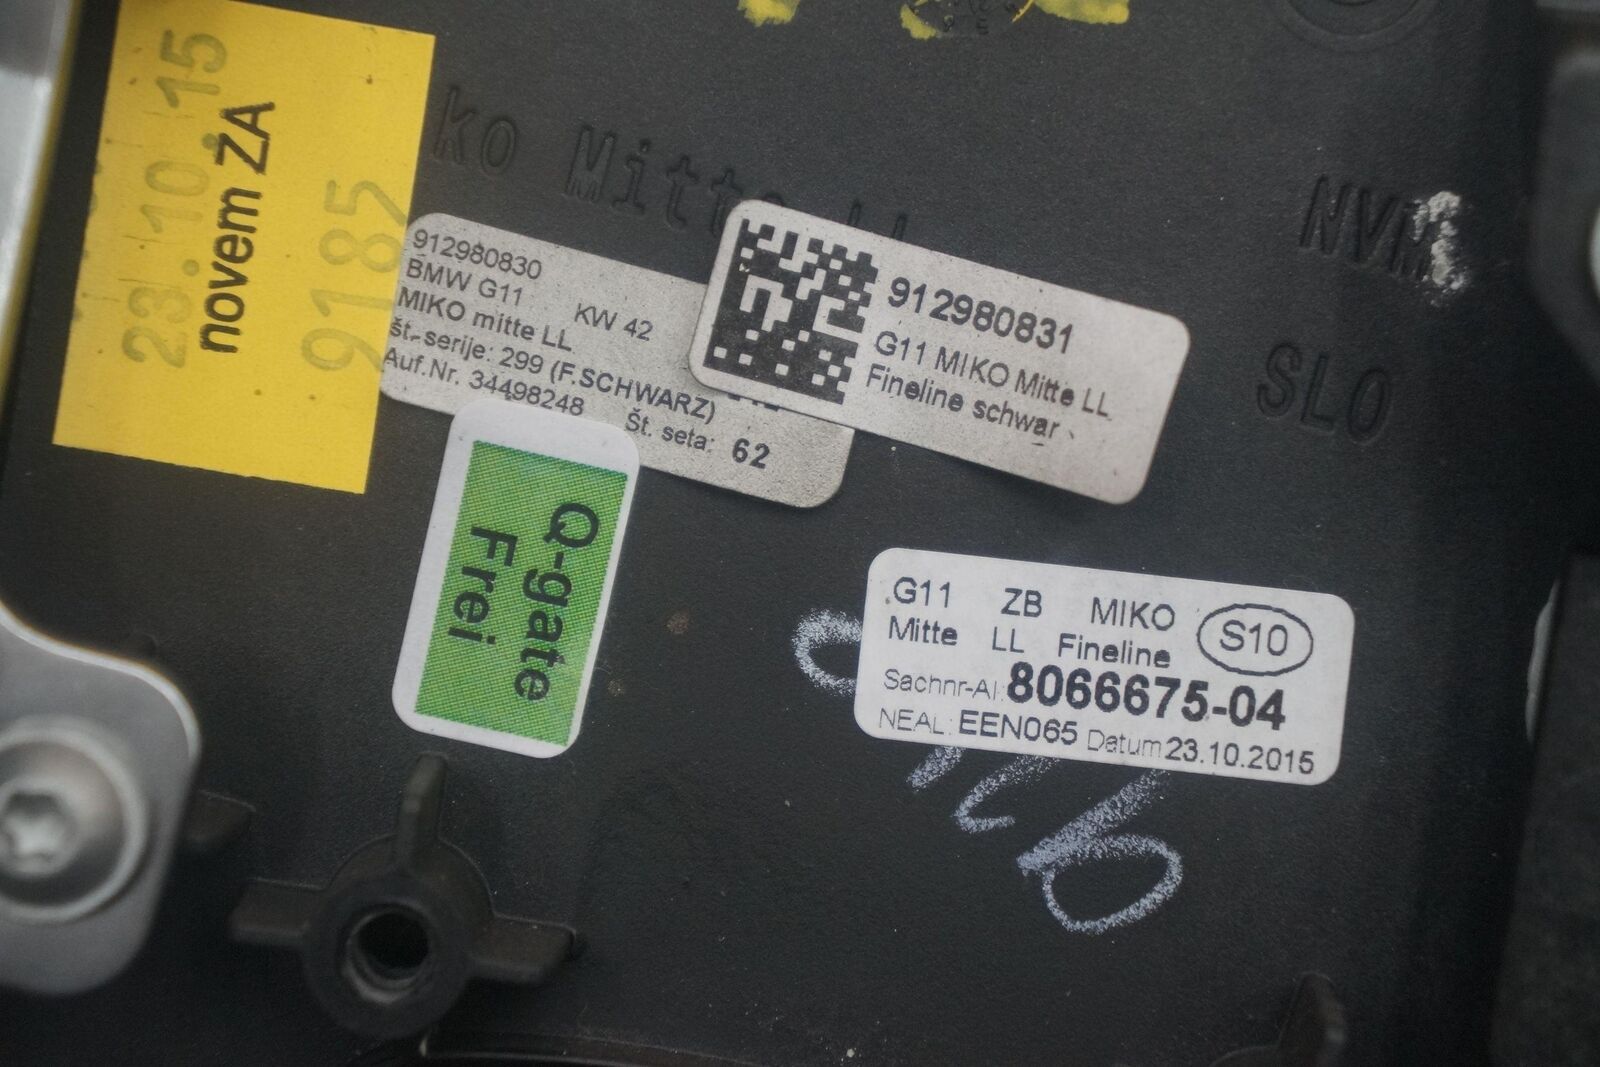 23.10.15
novem ZA
9185
ko Mitte LL
NVM
SLO
912980830
BMW G11 KW 42
MIKO mitte LL
št. serije: 299 (F.SCHWARZ)
Auf.Nr. 34498248 Št. seta: 62
912980831
G11 MIKO Mitte LL
Fineline schwar
Q-gate
Frei
G11 ZB MIKO
Mitte LL Fineline
S10
Sachnr-AI: 8066675-04
NEAL: EEN065 Datum 23.10.2015